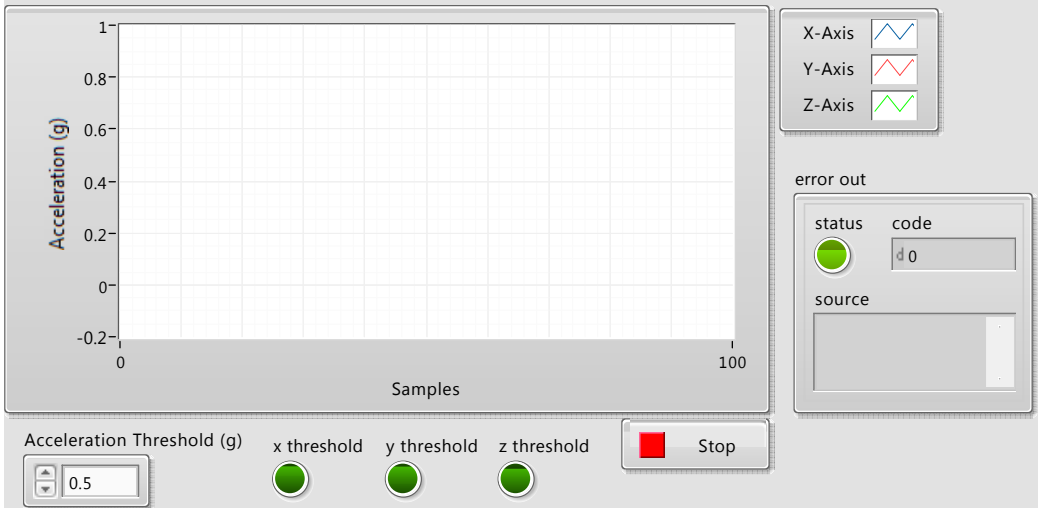 1
0.8
0.6
0.4
0.2
0
-0.2
Acceleration (g)
0
100
Samples
X-Axis
Y-Axis
Z-Axis
error out
status
code
d 0
source
Acceleration Threshold (g)
0.5
x threshold
y threshold
z threshold
Stop